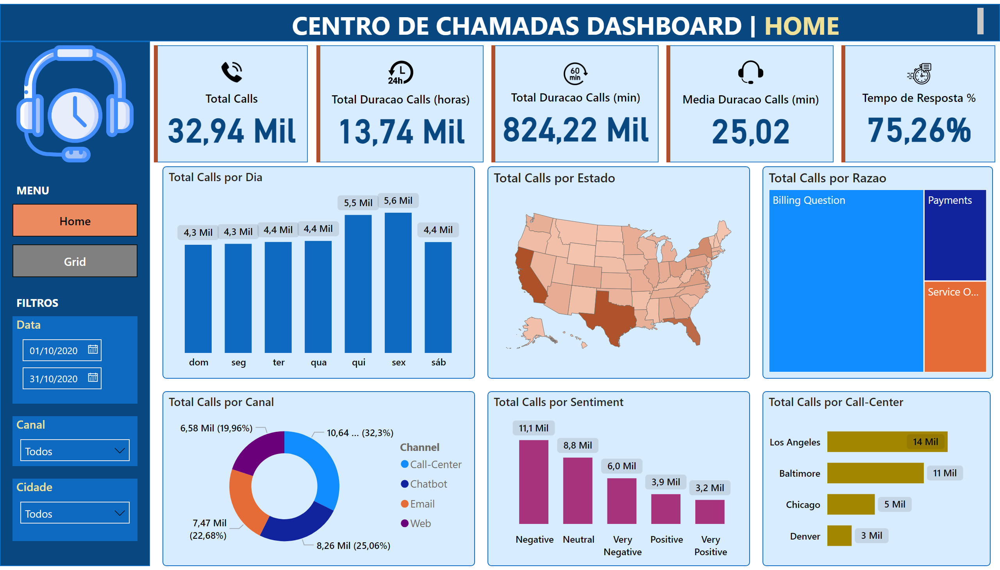 CENTRO DE CHAMADAS DASHBOARD | HOME
Total Calls
32,94 Mil
24h
Total Duracao Calls (horas)
13,74 Mil
60
min
Total Duracao Calls (min)
824,22 Mil
Media Duracao Calls (min)
25,02
Tempo de Resposta %
75,26%
MENU
Home
Grid
FILTROS
Data
01/10/2020
31/10/2020
Canal
Todos
Cidade
Todos
Total Calls por Dia
4,3 Mil
4,3 Mil
4,4 Mil
4,4 Mil
5,5 Mil
5,6 Mil
4,4 Mil
dom seg ter qua qui sex sáb
Total Calls por Estado
Total Calls por Razao
Billing Question
Payments
Service O...
Total Calls por Canal
6,58 Mil (19,96%)
10,64 ... (32,3%)
7,47 Mil
(22,68%)
8,26 Mil (25,06%)
Channel
Call-Center
Chatbot
Email
Web
Total Calls por Sentiment
11,1 Mil
8,8 Mil
6,0 Mil
3,9 Mil
3,2 Mil
Negative
Neutral
Very
Negative
Positive
Very
Positive
Total Calls por Call-Center
Los Angeles 14 Mil
Baltimore 11 Mil
Chicago 5 Mil
Denver 3 Mil